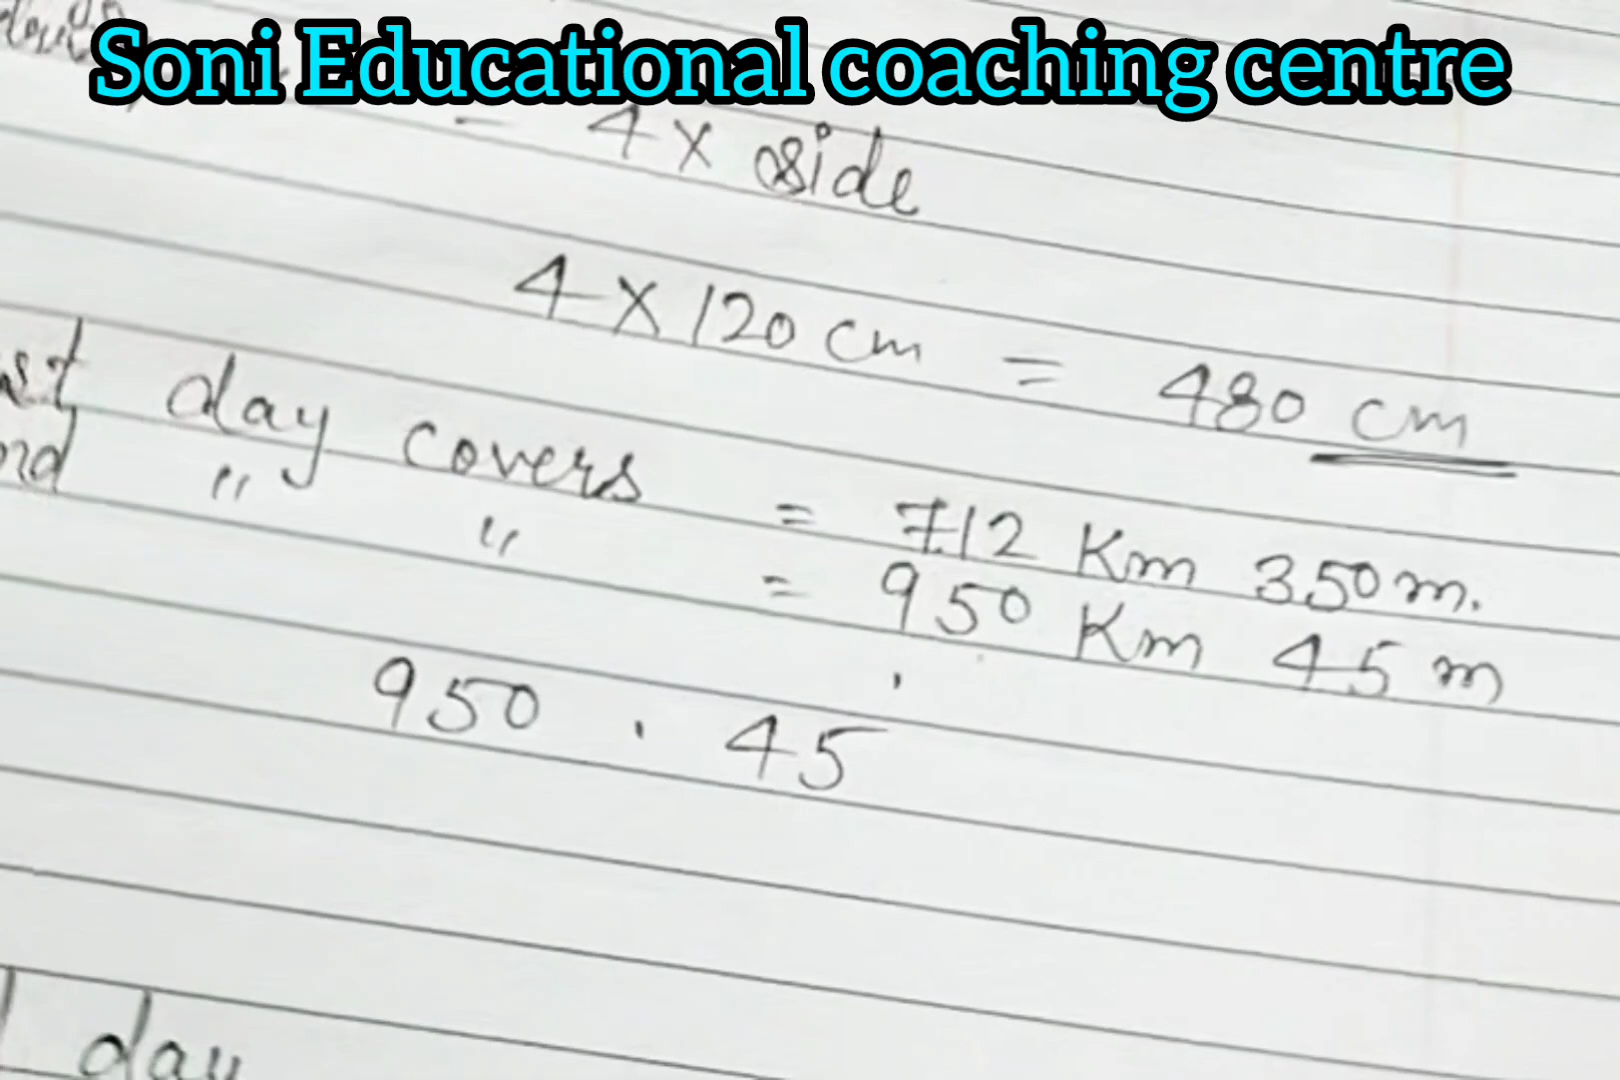 Soni Educational coaching centre
= 4 × side
4 × 120 cm = 480 cm
day covers = 712 Km 350 m.
" " = 950 Km 45 m
950 . 45
day